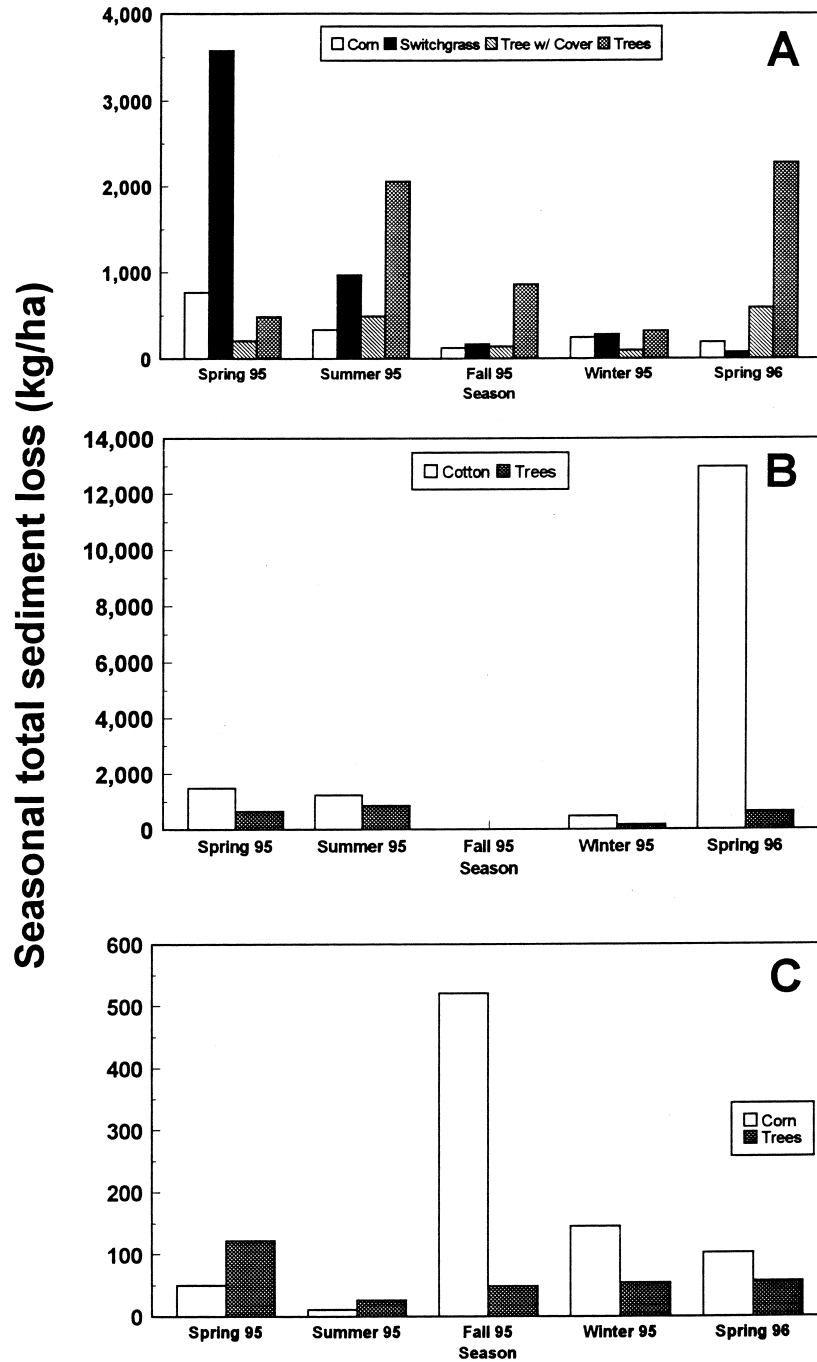 Seasonal total sediment loss (kg/ha)
A
Corn Switchgrass Tree w/ Cover Trees
4,000
3,000
2,000
1,000
0
Spring 95 Summer 95 Fall 95 Winter 95 Spring 96
Season
B
Cotton Trees
14,000
12,000
10,000
8,000
6,000
4,000
2,000
0
Spring 95 Summer 95 Fall 95 Winter 95 Spring 96
Season
C
Corn
Trees
600
500
400
300
200
100
0
Spring 95 Summer 95 Fall 95 Winter 95 Spring 96
Season